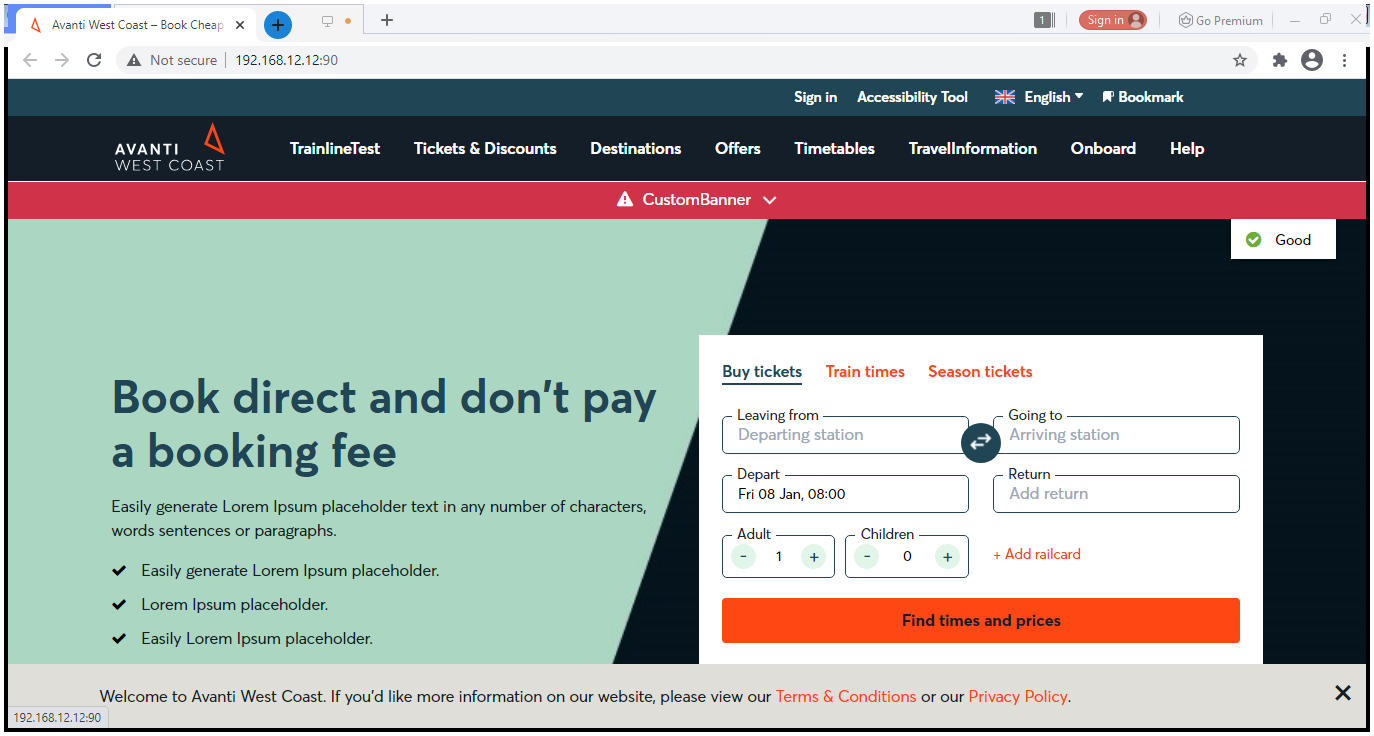 Avanti West Coast – Book Cheap
1
Sign in
Go Premium
Not secure
192.168.12.12:90
Sign in
Accessibility Tool
English
Bookmark
AVANTI
WEST COAST
TrainlineTest
Tickets & Discounts
Destinations
Offers
Timetables
TravelInformation
Onboard
Help
CustomBanner
Good
Book direct and don't pay
a booking fee
Easily generate Lorem Ipsum placeholder text in any number of characters,
words sentences or paragraphs.
Easily generate Lorem Ipsum placeholder.
Lorem Ipsum placeholder.
Easily Lorem Ipsum placeholder.
Buy tickets
Train times
Season tickets
Leaving from
Departing station
Going to
Arriving station
Depart
Fri 08 Jan, 08:00
Return
Add return
Adult
- 1 +
Children
- 0 +
+ Add railcard
Find times and prices
Welcome to Avanti West Coast. If you'd like more information on our website, please view our Terms & Conditions or our Privacy Policy.
192.168.12.12:90